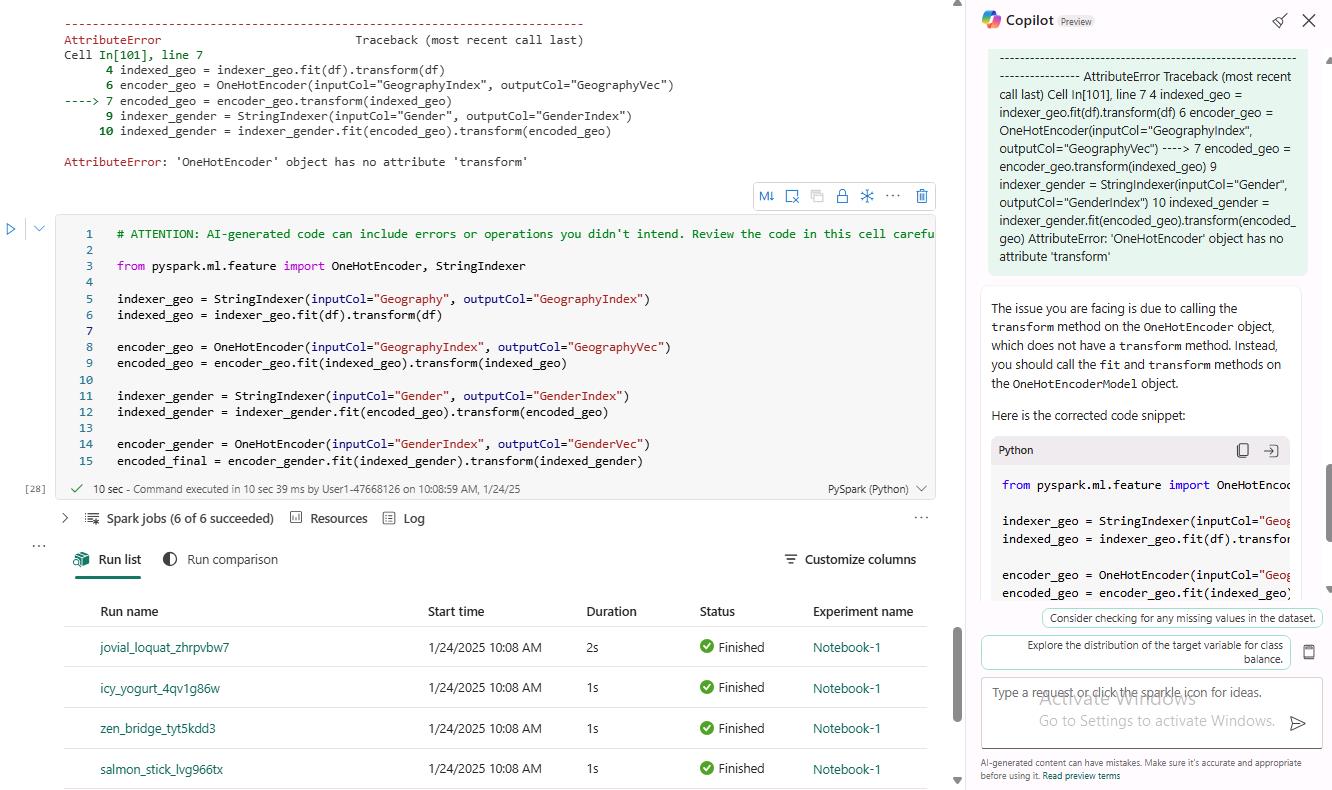 --------------------------------------------------------------------------
AttributeError                            Traceback (most recent call last)
Cell In[101], line 7
4 indexed_geo = indexer_geo.fit(df).transform(df)
6 encoder_geo = OneHotEncoder(inputCol="GeographyIndex", outputCol="GeographyVec")
----> 7 encoded_geo = encoder_geo.transform(indexed_geo)
9 indexer_gender = StringIndexer(inputCol="Gender", outputCol="GenderIndex")
10 indexed_gender = indexer_gender.fit(encoded_geo).transform(encoded_geo)
AttributeError: 'OneHotEncoder' object has no attribute 'transform'
M↓
1 # ATTENTION: AI-generated code can include errors or operations you didn't intend. Review the code in this cell carefu
2
3 from pyspark.ml.feature import OneHotEncoder, StringIndexer
4
5 indexer_geo = StringIndexer(inputCol="Geography", outputCol="GeographyIndex")
6 indexed_geo = indexer_geo.fit(df).transform(df)
7
8 encoder_geo = OneHotEncoder(inputCol="GeographyIndex", outputCol="GeographyVec")
9 encoded_geo = encoder_geo.fit(indexed_geo).transform(indexed_geo)
10
11 indexer_gender = StringIndexer(inputCol="Gender", outputCol="GenderIndex")
12 indexed_gender = indexer_gender.fit(encoded_geo).transform(encoded_geo)
13
14 encoder_gender = OneHotEncoder(inputCol="GenderIndex", outputCol="GenderVec")
15 encoded_final = encoder_gender.fit(indexed_gender).transform(indexed_gender)
[28] 10 sec - Command executed in 10 sec 39 ms by User1-47668126 on 10:08:59 AM, 1/24/25 PySpark (Python)
Spark jobs (6 of 6 succeeded) Resources Log
Run list Run comparison Customize columns
Run name Start time Duration Status Experiment name
jovial_loquat_zhrpvbw7 1/24/2025 10:08 AM 2s Finished Notebook-1
icy_yogurt_4qv1g86w 1/24/2025 10:08 AM 1s Finished Notebook-1
zen_bridge_tyt5kdd3 1/24/2025 10:08 AM 1s Finished Notebook-1
salmon_stick_lvg966tx 1/24/2025 10:08 AM 1s Finished Notebook-1
Copilot Preview
------------------------------------------------------------
---------------- AttributeError Traceback (most recent
call last) Cell In[101], line 7 4 indexed_geo =
indexer_geo.fit(df).transform(df) 6 encoder_geo =
OneHotEncoder(inputCol="GeographyIndex",
outputCol="GeographyVec") ----> 7 encoded_geo =
encoder_geo.transform(indexed_geo) 9
indexer_gender = StringIndexer(inputCol="Gender",
outputCol="GenderIndex") 10 indexed_gender =
indexer_gender.fit(encoded_geo).transform(encoded_
geo) AttributeError: 'OneHotEncoder' object has no
attribute 'transform'
The issue you are facing is due to calling the
transform method on the OneHotEncoder object,
which does not have a transform method. Instead,
you should call the fit and transform methods on
the OneHotEncoderModel object.
Here is the corrected code snippet:
Python
from pyspark.ml.feature import OneHotEnco
indexer_geo = StringIndexer(inputCol="Geog
indexed_geo = indexer_geo.fit(df).transfor
encoder_geo = OneHotEncoder(inputCol="Geog
encoded_geo = encoder_geo.fit(indexed_geo)
Consider checking for any missing values in the dataset.
Explore the distribution of the target variable for class
balance.
Type a request or click the sparkle icon for ideas.
Activate Windows
Go to Settings to activate Windows.
AI-generated content can have mistakes. Make sure it's accurate and appropriate
before using it. Read preview terms